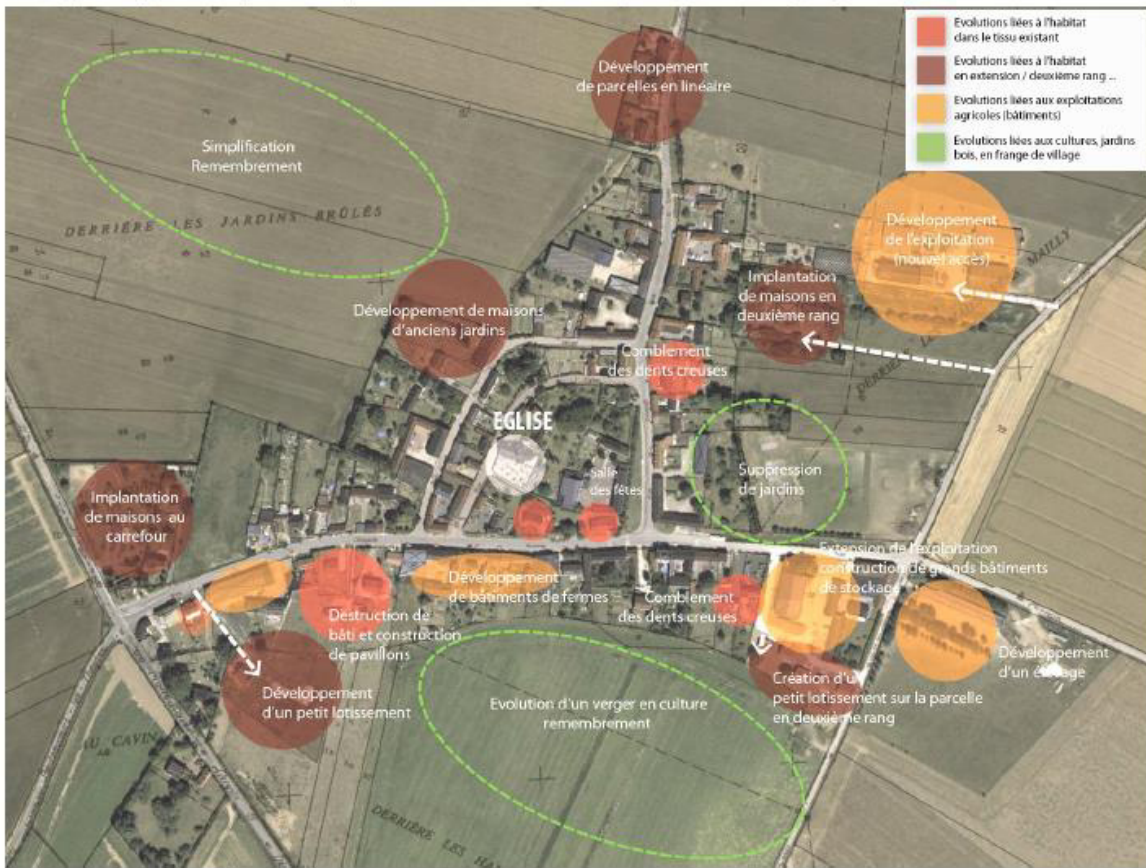 Evolutions liées à l'habitat
dans le tissu existant
Evolutions liées à l'habitat
en extension / deuxième rang ...
Evolutions liées aux exploitations
agricoles (bâtiments)
Evolutions liées aux cultures, jardins
bois, en frange de village
Développement
de parcelles en linéaire
Simplification
Remembrement
DERRIÈRE LES JARDINS BRÛLÉS
Développement
de l'exploitation
(nouvel accès)
MAILLY
Implantation
de maisons en
deuxième rang
Développement de maisons
d'anciens jardins
Comblement
des dents creuses
EGLISE
Salle
des fêtes
Suppression
de jardins
Implantation
de maisons au
carrefour
Extension de l'exploitation
construction de grands bâtiments
de stockage
Développement
de bâtiments de fermes
Destruction de
bâti et construction
de pavillons
Comblement
des dents creuses
Développement
d'un élevage
Création d'un
petit lotissement sur la parcelle
en deuxième rang
Développement
d'un petit lotissement
Evolution d'un verger en culture
remembrement
AU CAVIN
DERRIÈRE LES